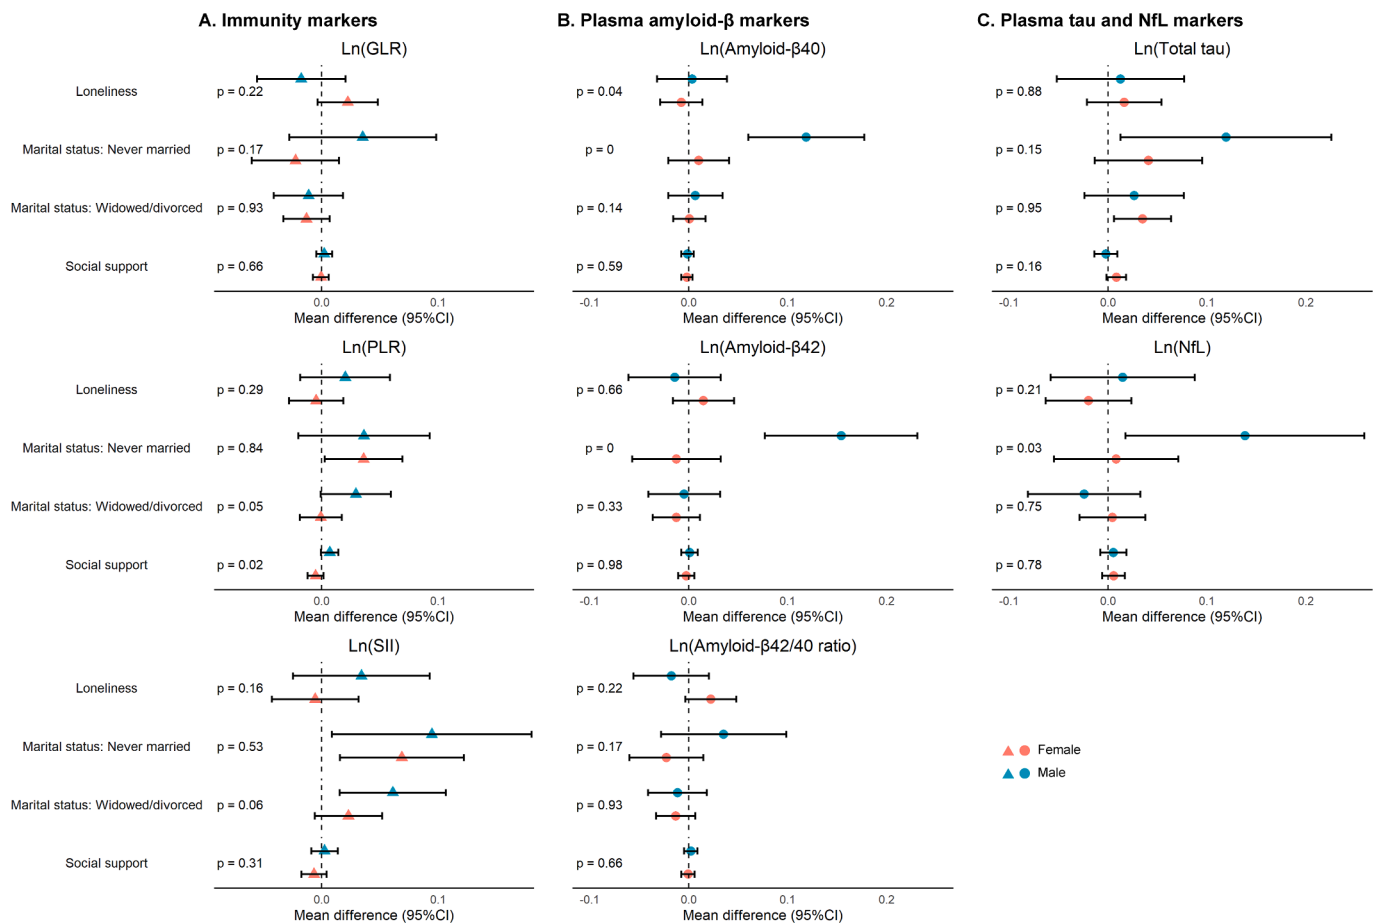 A. Immunity markers
Ln(GLR)
Loneliness
p = 0.22
Marital status: Never married
p = 0.17
Marital status: Widowed/divorced
p = 0.93
Social support
p = 0.66
0.0 0.1
Mean difference (95%CI)
Ln(PLR)
Loneliness
p = 0.29
Marital status: Never married
p = 0.84
Marital status: Widowed/divorced
p = 0.05
Social support
p = 0.02
0.0 0.1
Mean difference (95%CI)
Ln(SII)
Loneliness
p = 0.16
Marital status: Never married
p = 0.53
Marital status: Widowed/divorced
p = 0.06
Social support
p = 0.31
0.0 0.1
Mean difference (95%CI)
B. Plasma amyloid-β markers
Ln(Amyloid-β40)
p = 0.04
p = 0
p = 0.14
p = 0.59
-0.1 0.0 0.1 0.2
Mean difference (95%CI)
Ln(Amyloid-β42)
p = 0.66
p = 0
p = 0.33
p = 0.98
-0.1 0.0 0.1 0.2
Mean difference (95%CI)
Ln(Amyloid-β42/40 ratio)
p = 0.22
p = 0.17
p = 0.93
p = 0.66
-0.1 0.0 0.1 0.2
Mean difference (95%CI)
C. Plasma tau and NfL markers
Ln(Total tau)
p = 0.88
p = 0.15
p = 0.95
p = 0.16
-0.1 0.0 0.1 0.2
Mean difference (95%CI)
Ln(NfL)
p = 0.21
p = 0.03
p = 0.75
p = 0.78
-0.1 0.0 0.1 0.2
Mean difference (95%CI)
Female
Male